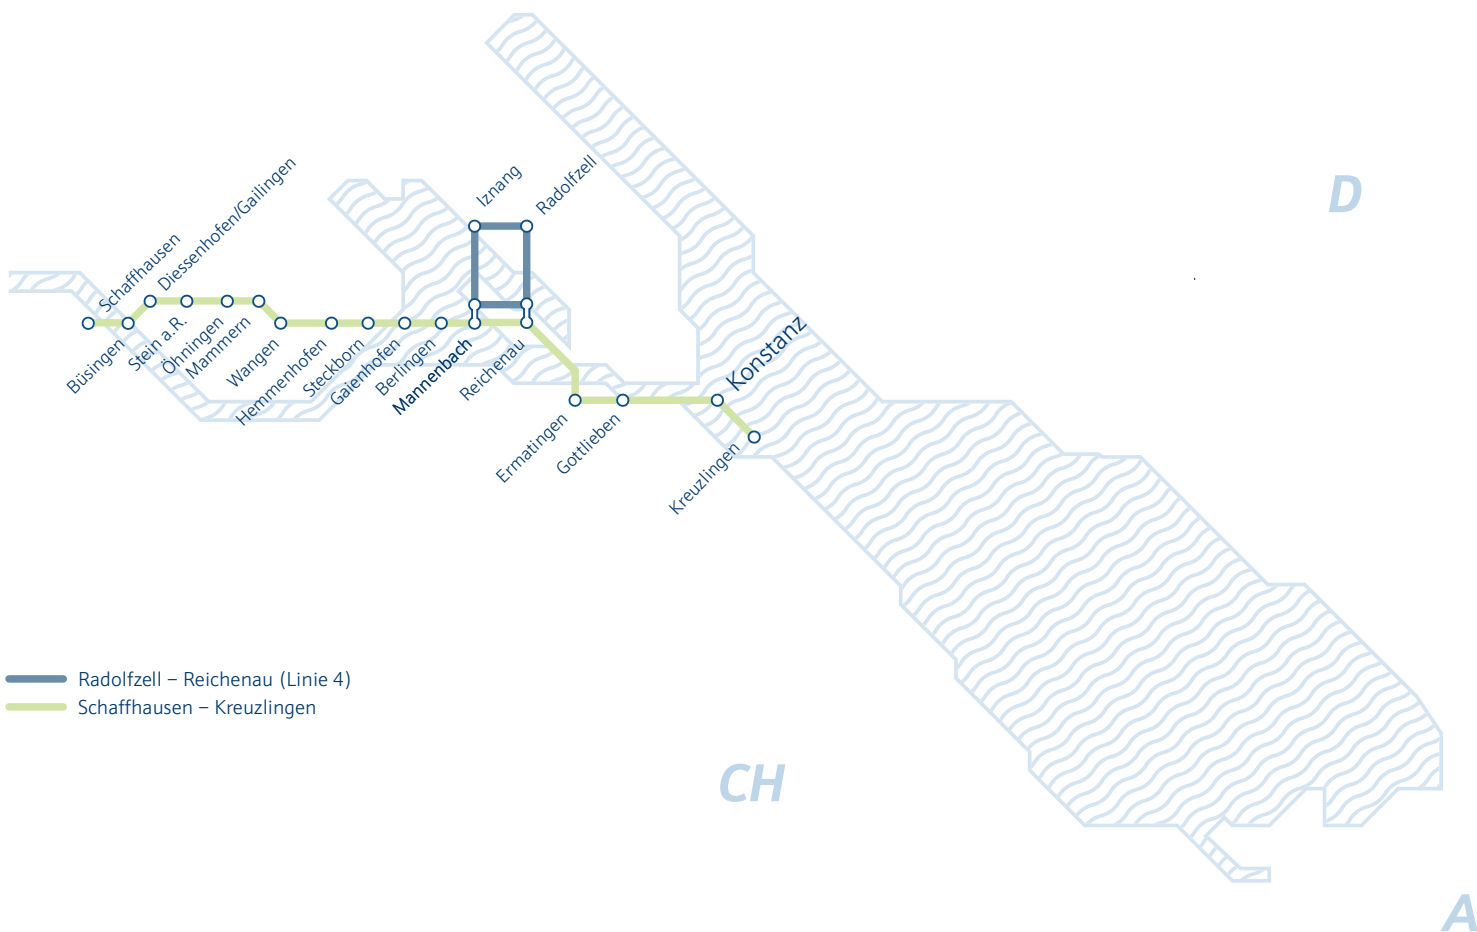 Iznang
Radolfzell
D
Schaffhausen
Diessenhofen/Gailingen
Büsingen
Stein a.R.
Öhningen
Mammern
Wangen
Hemmenhofen
Steckborn
Gaienhofen
Berlingen
Mannenbach
Reichenau
Konstanz
Ermatingen
Gottlieben
Kreuzlingen
Radolfzell – Reichenau (Linie 4)
Schaffhausen – Kreuzlingen
CH
A